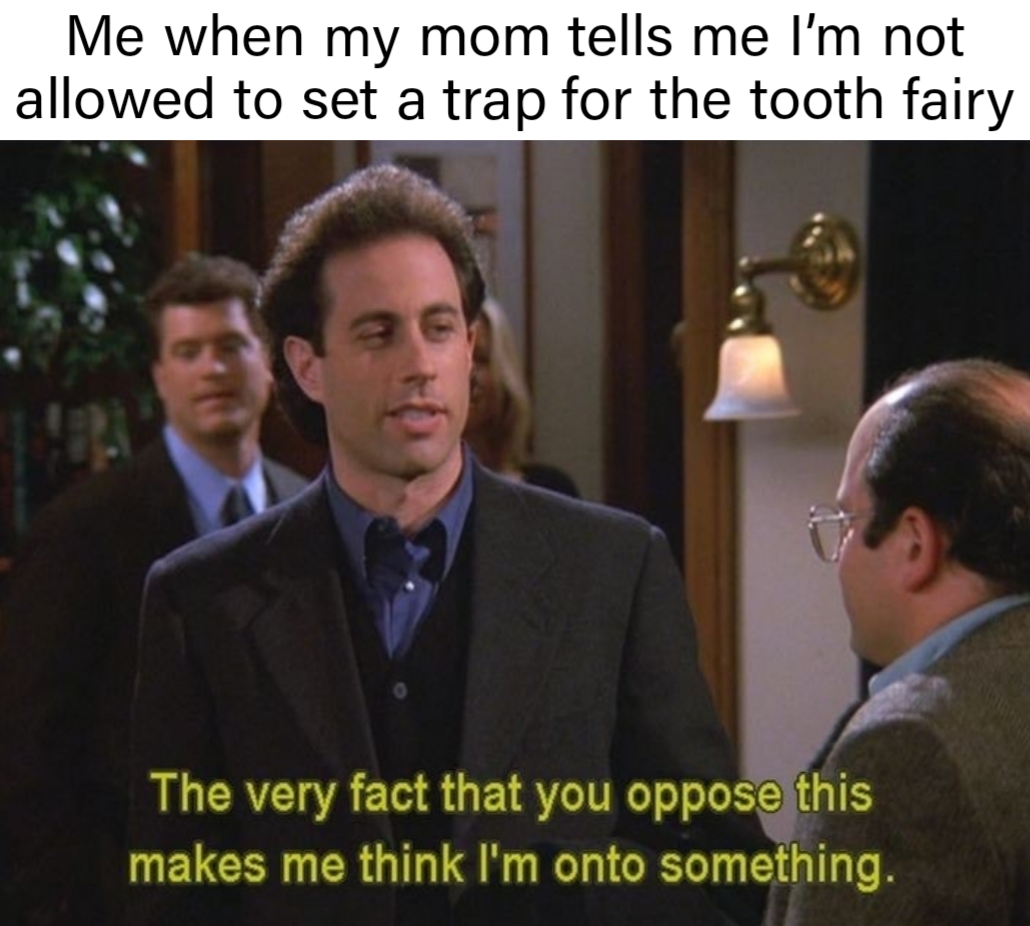 Me when my mom tells me I’m not
allowed to set a trap for the tooth fairy
The very fact that you oppose this
makes me think I'm onto something.